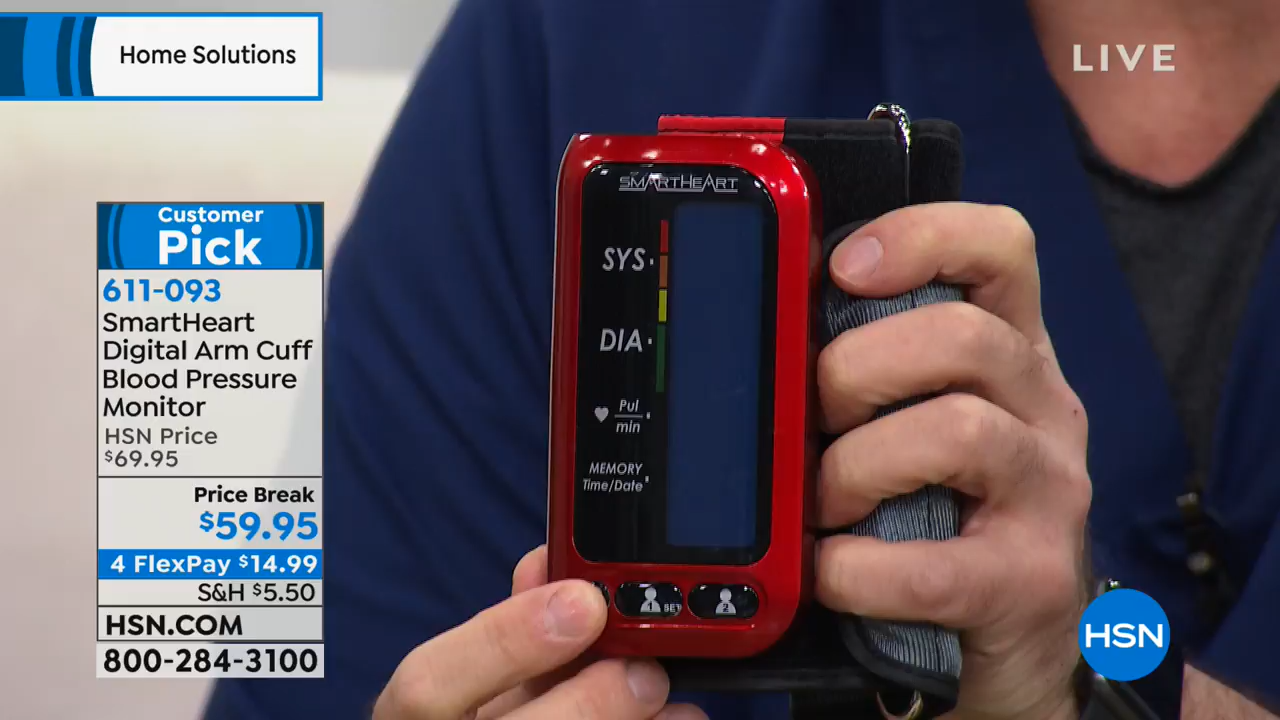 Home Solutions
LIVE
Customer
Pick
611-093
SmartHeart
Digital Arm Cuff
Blood Pressure
Monitor
HSN Price
$69.95
Price Break
$59.95
4 FlexPay $14.99
S&H $5.50
HSN.COM
800-284-3100
SMARTHEART
SYS
DIA
Pul
min
MEMORY
Time/Date
1 SET
2
HSN